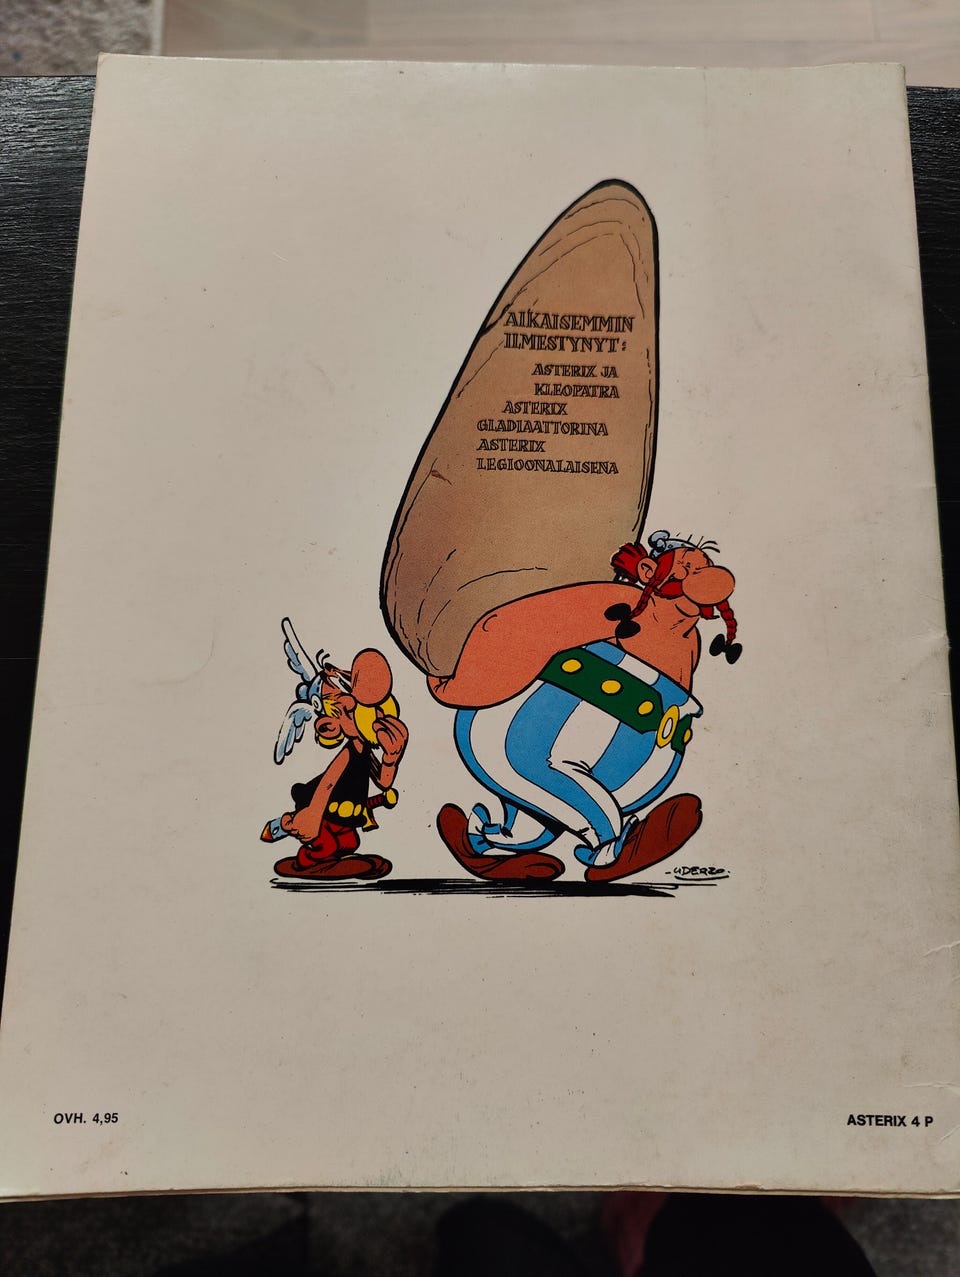 AIKAISEMMIN
ILMESTYNYT:
ASTERIX JA
KLEOPATRA
ASTERIX
GLADIAATTORINA
ASTERIX
LEGIOONALAISENA
-UDERZO-
OVH. 4,95
ASTERIX 4 P